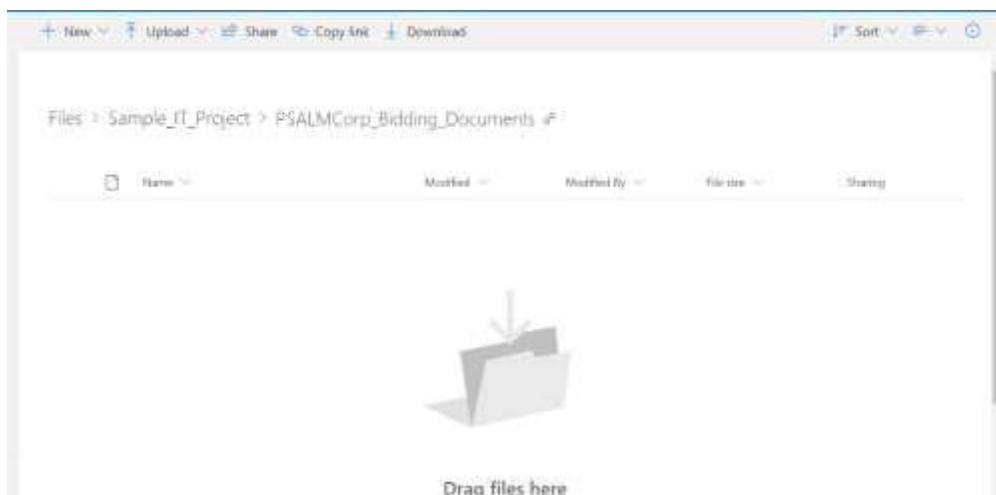 New Upload Share Copy link Download Sort
Files > Sample_IT_Project > PSALMCorp_Bidding_Documents
Name Modified Modified By File size Sharing
Drag files here